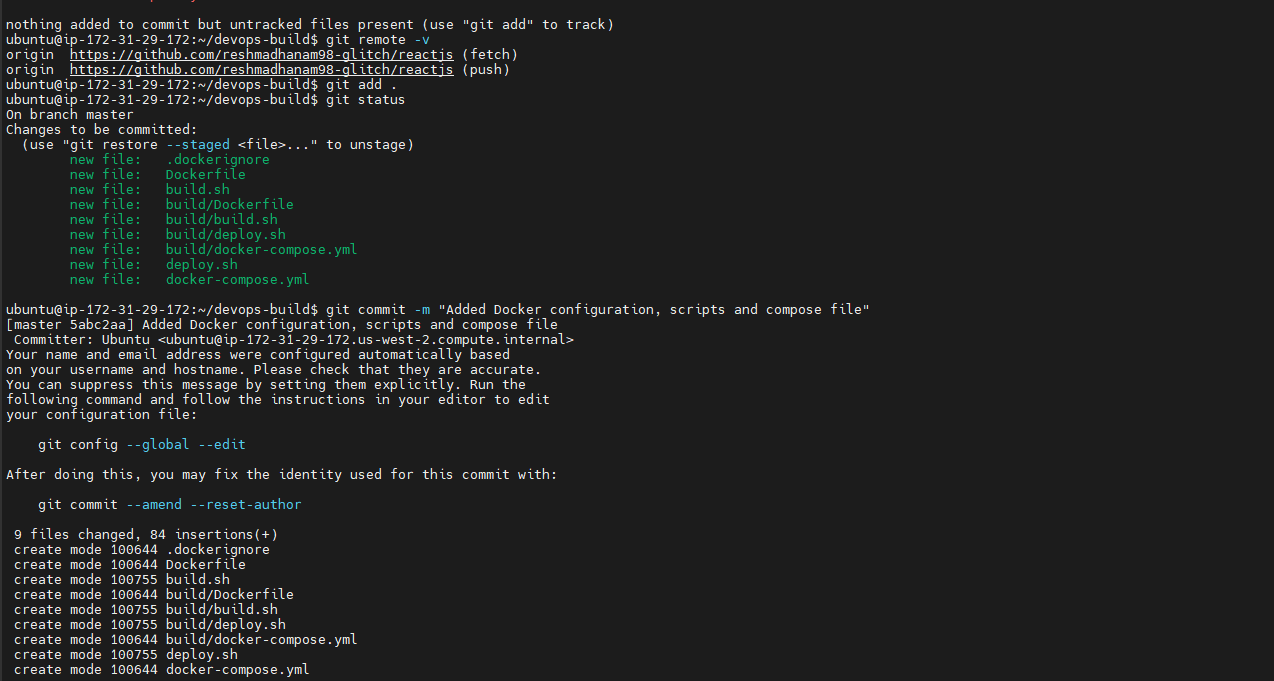 nothing added to commit but untracked files present (use "git add" to track)
ubuntu@ip-172-31-29-172:~/devops-build$ git remote -v
origin  https://github.com/reshmadhanam98-glitch/reactjs (fetch)
origin  https://github.com/reshmadhanam98-glitch/reactjs (push)
ubuntu@ip-172-31-29-172:~/devops-build$ git add .
ubuntu@ip-172-31-29-172:~/devops-build$ git status
On branch master
Changes to be committed:
  (use "git restore --staged <file>..." to unstage)
        new file:   .dockerignore
        new file:   Dockerfile
        new file:   build.sh
        new file:   build/Dockerfile
        new file:   build/build.sh
        new file:   build/deploy.sh
        new file:   build/docker-compose.yml
        new file:   deploy.sh
        new file:   docker-compose.yml

ubuntu@ip-172-31-29-172:~/devops-build$ git commit -m "Added Docker configuration, scripts and compose file"
[master 5abc2aa] Added Docker configuration, scripts and compose file
 Committer: Ubuntu <ubuntu@ip-172-31-29-172.us-west-2.compute.internal>
Your name and email address were configured automatically based
on your username and hostname. Please check that they are accurate.
You can suppress this message by setting them explicitly. Run the
following command and follow the instructions in your editor to edit
your configuration file:

    git config --global --edit

After doing this, you may fix the identity used for this commit with:

    git commit --amend --reset-author

 9 files changed, 84 insertions(+)
 create mode 100644 .dockerignore
 create mode 100644 Dockerfile
 create mode 100755 build.sh
 create mode 100644 build/Dockerfile
 create mode 100755 build/build.sh
 create mode 100755 build/deploy.sh
 create mode 100644 build/docker-compose.yml
 create mode 100755 deploy.sh
 create mode 100644 docker-compose.yml